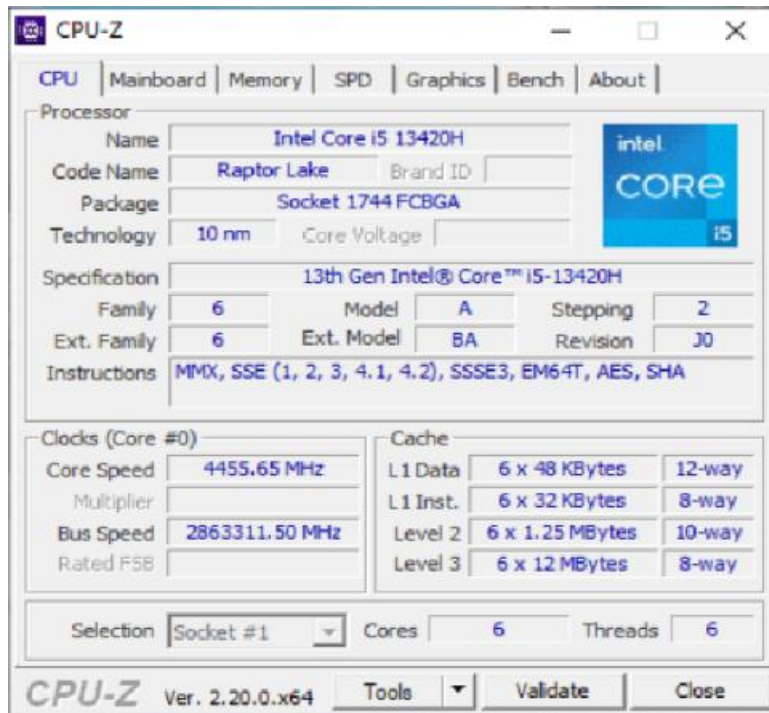 CPU-Z
CPU Mainboard Memory SPD Graphics Bench About
Processor
Name Intel Core i5 13420H
Code Name Raptor Lake Brand ID
Package Socket 1744 FCBGA
Technology 10 nm Core Voltage
intel
CORE
i5
Specification 13th Gen Intel® Core™ i5-13420H
Family 6 Model A Stepping 2
Ext. Family 6 Ext. Model BA Revision J0
Instructions MMX, SSE (1, 2, 3, 4.1, 4.2), SSSE3, EM64T, AES, SHA
Clocks (Core #0)
Core Speed 4455.65 MHz
Multiplier
Bus Speed 2863311.50 MHz
Rated FSB
Cache
L1 Data 6 x 48 KBytes 12-way
L1 Inst. 6 x 32 KBytes 8-way
Level 2 6 x 1.25 MBytes 10-way
Level 3 6 x 12 MBytes 8-way
Selection Socket #1 Cores 6 Threads 6
CPU-Z Ver. 2.20.0.x64 Tools Validate Close